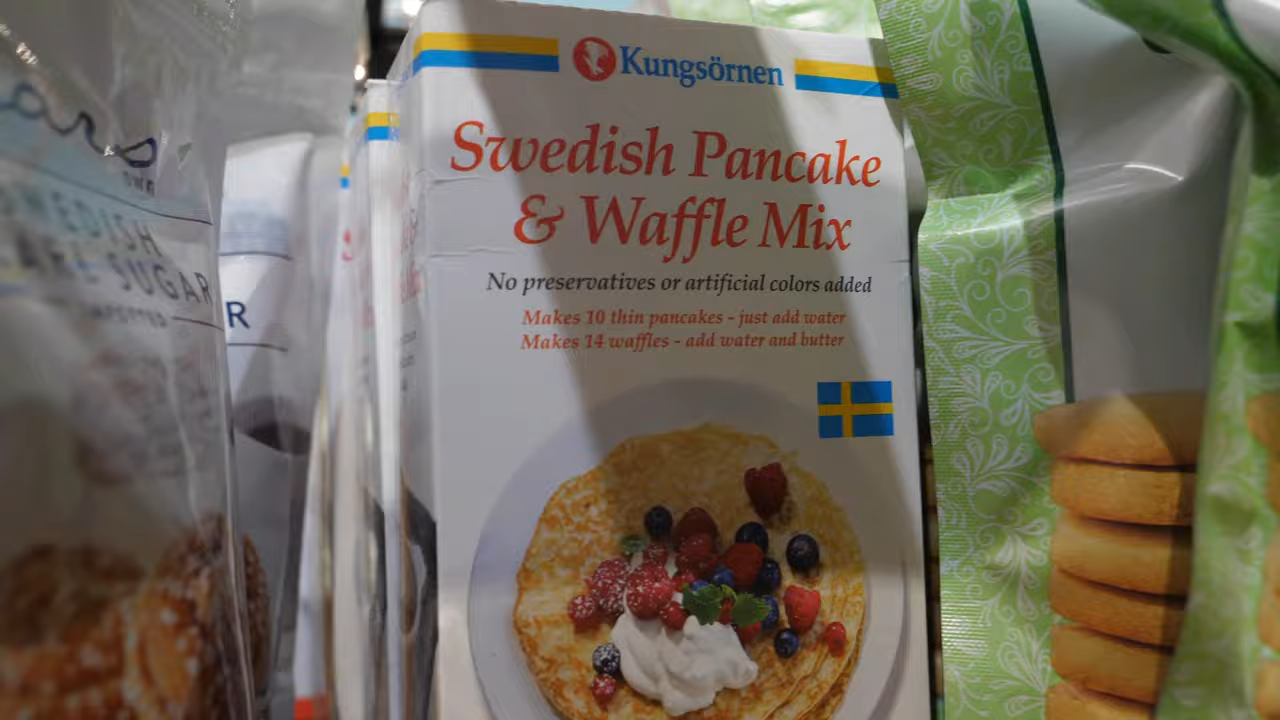 Kungsörnen
Swedish Pancake
& Waffle Mix
No preservatives or artificial colors added
Makes 10 thin pancakes - just add water
Makes 14 waffles - add water and butter
SUGAR
R